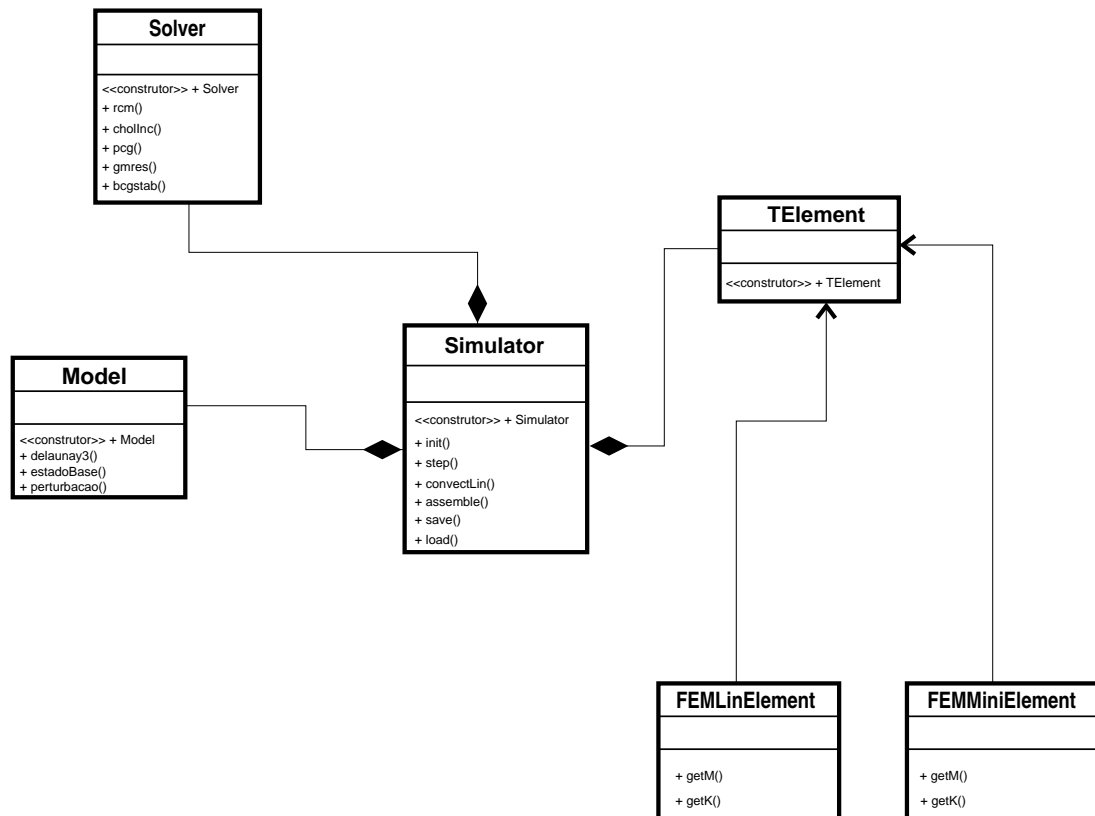 Solver
<<construtor>> + Solver
+ rcm()
+ cholInc()
+ pcg()
+ gmres()
+ bcgstab()
TElement
<<construtor>> + TElement
Simulator
<<construtor>> + Simulator
+ init()
+ step()
+ convectLin()
+ assemble()
+ save()
+ load()
Model
<<construtor>> + Model
+ delaunay3()
+ estadoBase()
+ perturbacao()
FEMLinElement
+ getM()
+ getK()
FEMMiniElement
+ getM()
+ getK()